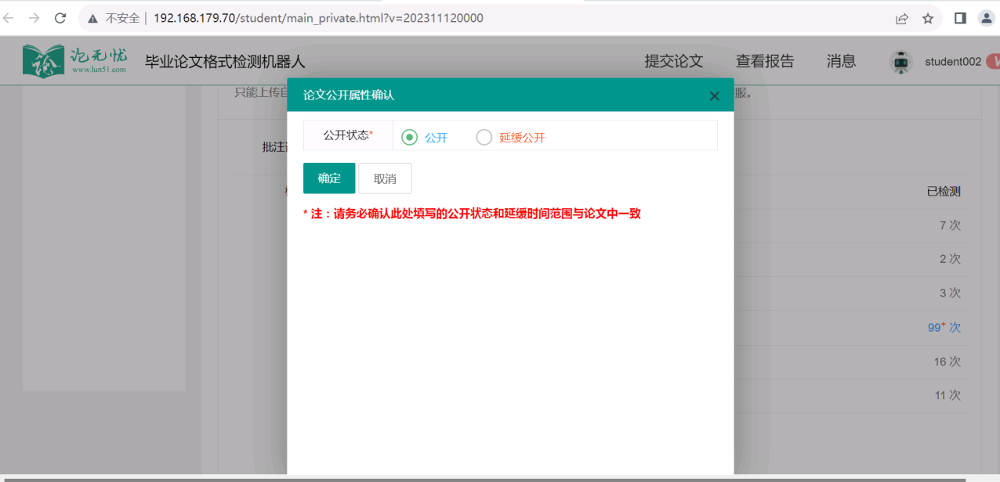 不安全 192.168.179.70/student/main_private.html?v=202311120000
论无忧
www.lun51.com
毕业论文格式检测机器人
提交论文 查看报告 消息 student002 V
只能上传自
服。
论文公开属性确认
公开状态* 公开 延缓公开
批注
确定 取消
已检测
* 注：请务必确认此处填写的公开状态和延缓时间范围与论文中一致
7 次
2 次
3 次
99+ 次
16 次
11 次